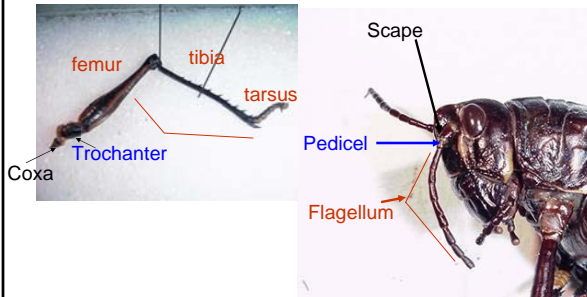 femur
tibia
tarsus
Trochanter
Coxa
Scape
Pedicel
Flagellum